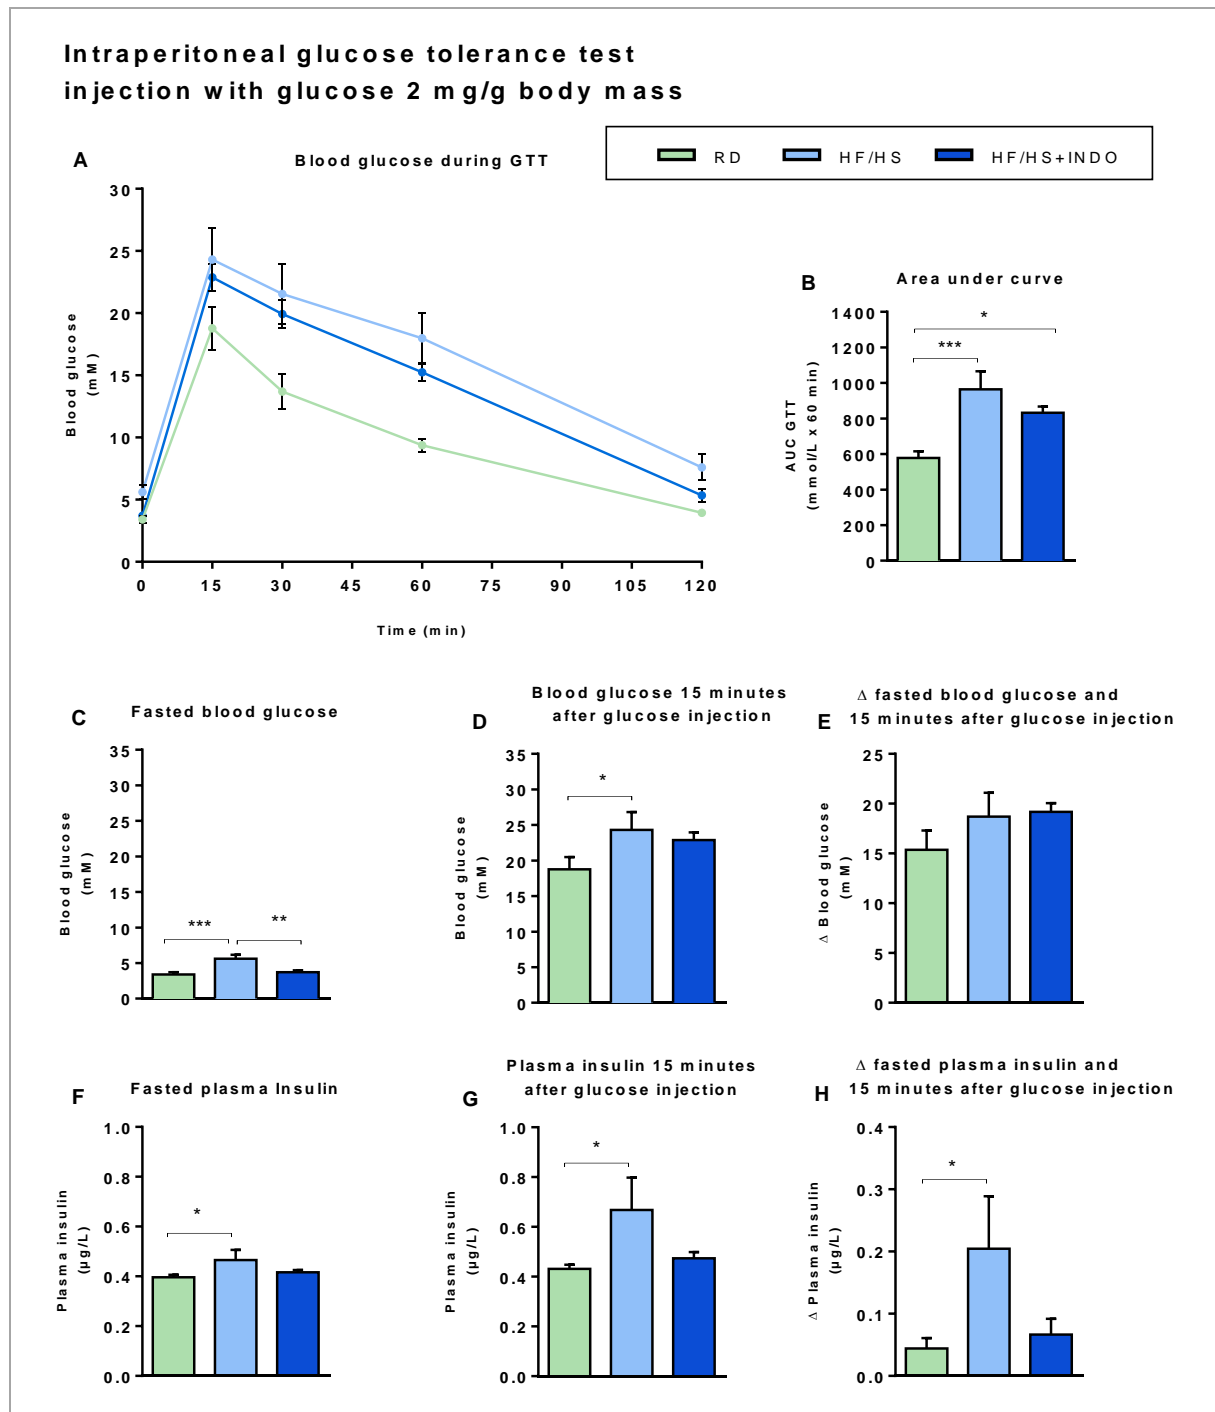 Intraperitoneal glucose tolerance test
injection with glucose 2 mg/g body mass
RD HF/HS HF/HS+INDO
A
Blood glucose during GTT
Blood glucose
(mM)
30
25
20
15
10
5
0
0 15 30 45 60 75 90 105 120
Time (min)
B
Area under curve
AUC GTT
(mmol/L x 60 min)
1400
1200
1000
800
600
400
200
0
*
***
C
Fasted blood glucose
Blood glucose
(mM)
35
30
25
20
15
10
5
0
*** **
D
Blood glucose 15 minutes
after glucose injection
Blood glucose
(mM)
35
30
25
20
15
10
5
0
*
E
Δ fasted blood glucose and
15 minutes after glucose injection
Δ Blood glucose
(mM)
25
20
15
10
5
0
F
Fasted plasma Insulin
Plasma insulin
(µg/L)
1.0
0.8
0.6
0.4
0.2
0.0
*
G
Plasma insulin 15 minutes
after glucose injection
Plasma insulin
(µg/L)
1.0
0.8
0.6
0.4
0.2
0.0
*
H
Δ fasted plasma insulin and
15 minutes after glucose injection
Δ Plasma insulin
(µg/L)
0.4
0.3
0.2
0.1
0.0
*